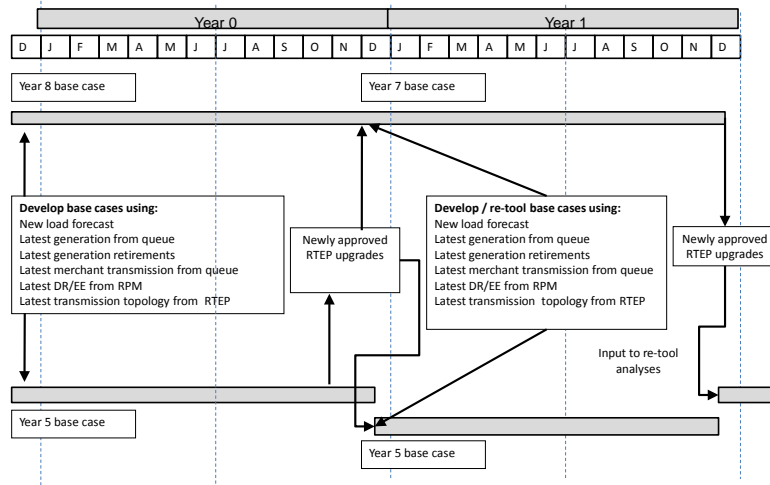 Year 0
Year 1
D J F M A M J J A S O N D J F M A M J J A S O N D
Year 8 base case
Year 7 base case
Develop base cases using:
New load forecast
Latest generation from queue
Latest generation retirements
Latest merchant transmission from queue
Latest DR/EE from RPM
Latest transmission topology from RTEP
Newly approved
RTEP upgrades
Develop / re-tool base cases using:
New load forecast
Latest generation from queue
Latest generation retirements
Latest merchant transmission from queue
Latest DR/EE from RPM
Latest transmission topology from RTEP
Newly approved
RTEP upgrades
Input to re-tool
analyses
Year 5 base case
Year 5 base case